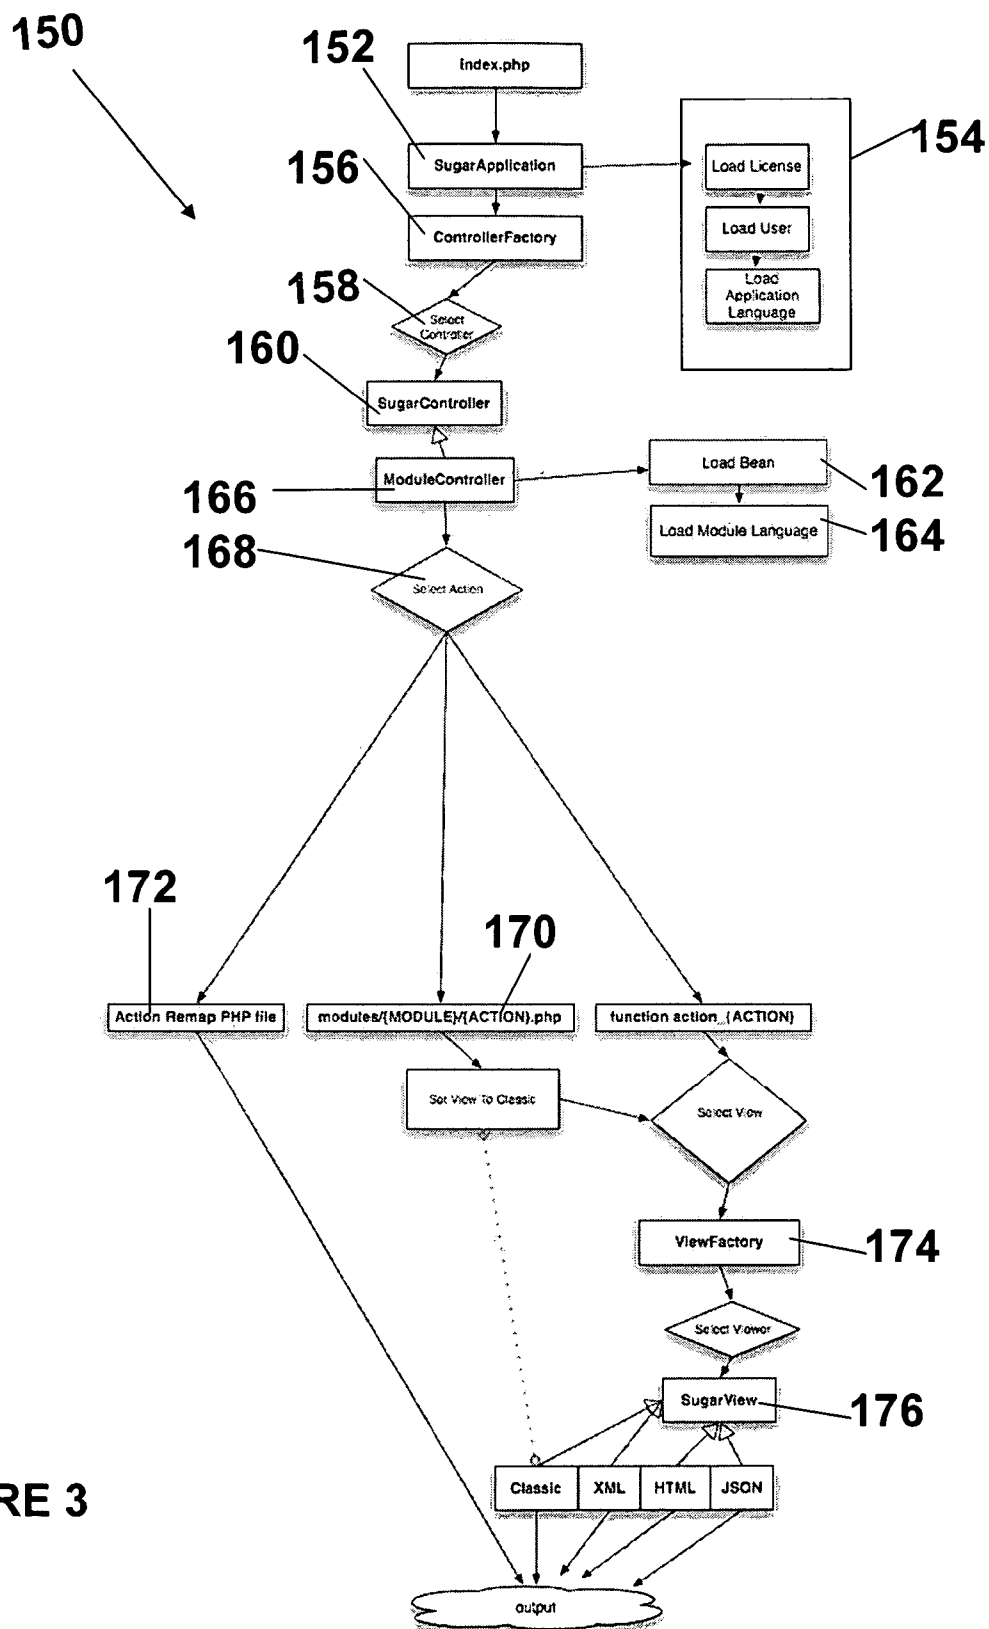 150
152
Index.php
154
156
SugarApplication
Load License
ControllerFactory
Load User
158
Load
Application
Language
Select
Controller
160
SugarController
ModuleController
Load Bean
162
166
168
Load Module Language
164
Select Action
172
170
Action Remap PHP file
modules/{MODULE}/{ACTION}.php
function action_{ACTION}
Set View To Classic
Select View
ViewFactory
174
Select Viewer
SugarView
176
Classic
XML
HTML
JSON
RE 3
output